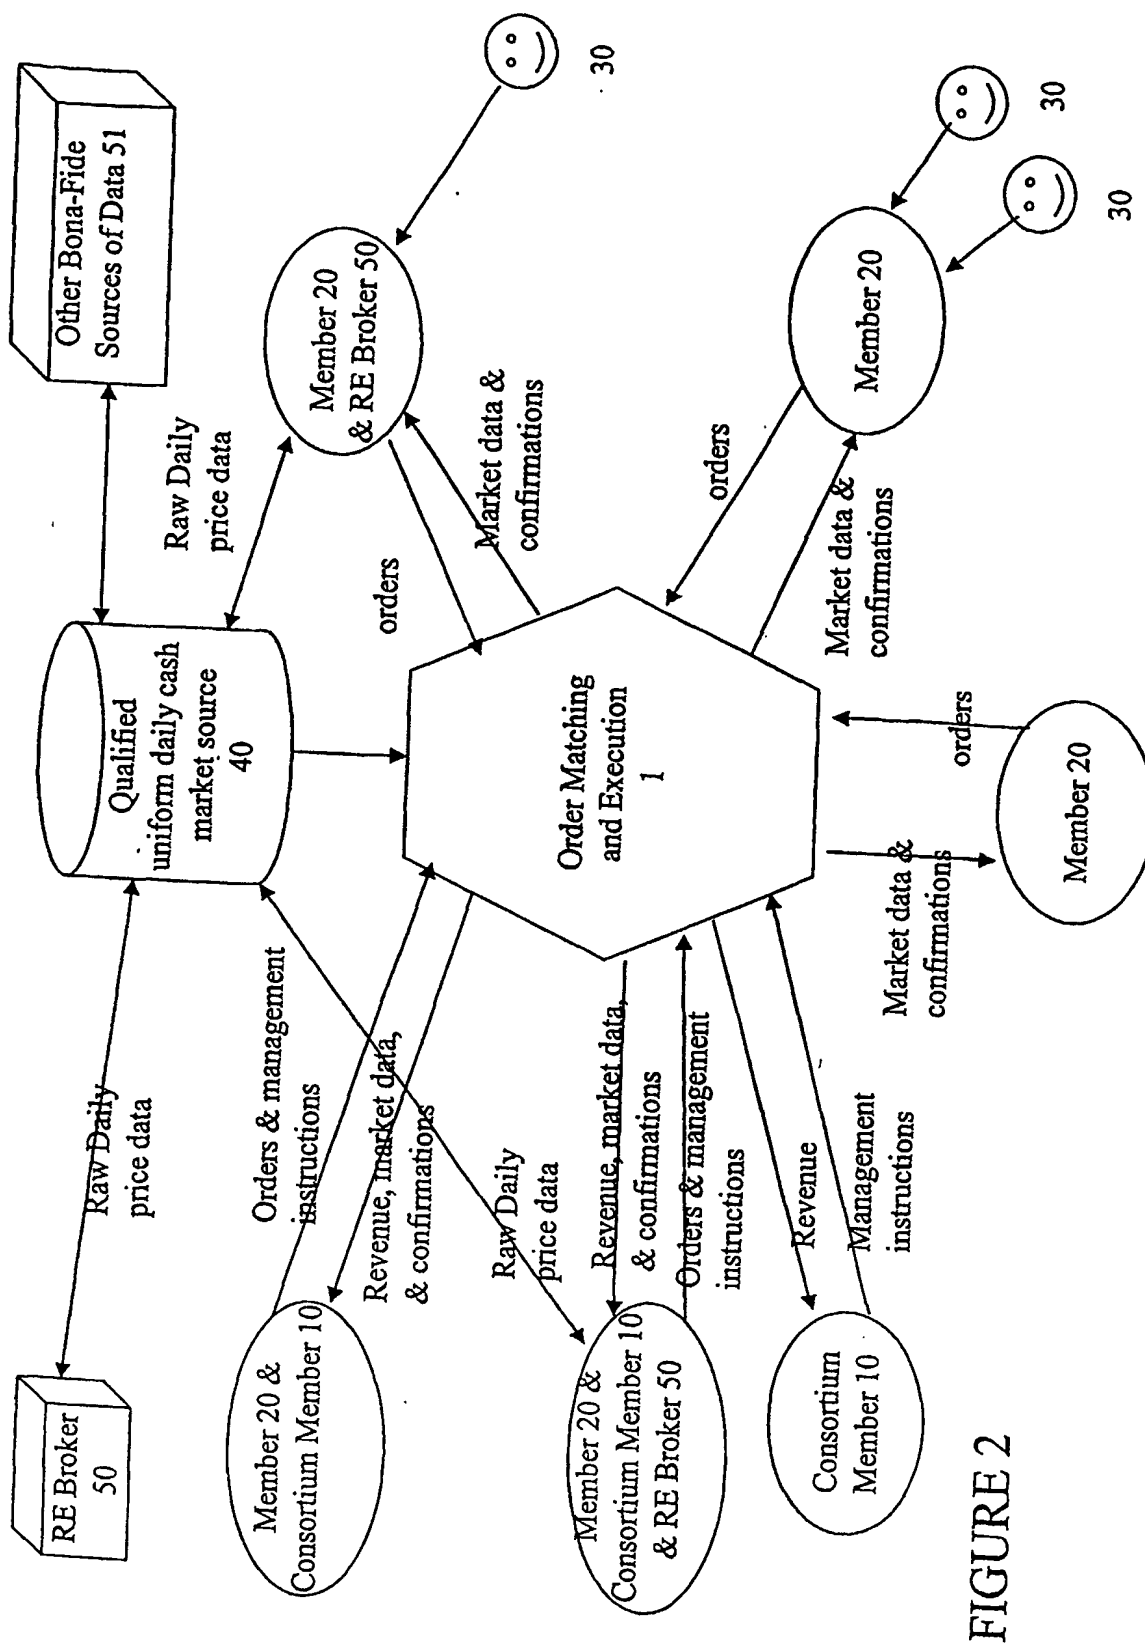 RE Broker
50
Raw Daily
price data
Qualified
uniform daily cash
market source
40
Other Bona-Fide
Sources of Data 51
Raw Daily
price data
Member 20 &
Consortium Member 10
Orders & management
instructions
Revenue, market data,
& confirmations
Raw Daily
price data
orders
Market data &
confirmations
Member 20
& RE Broker 50
30
Member 20 &
Consortium Member 10
& RE Broker 50
Revenue, market data,
& confirmations
Orders & management
instructions
Order Matching
and Execution
1
orders
Market data &
confirmations
Member 20
30
30
Consortium
Member 10
Revenue
Management
instructions
Market data &
confirmations
orders
Member 20
FIGURE 2